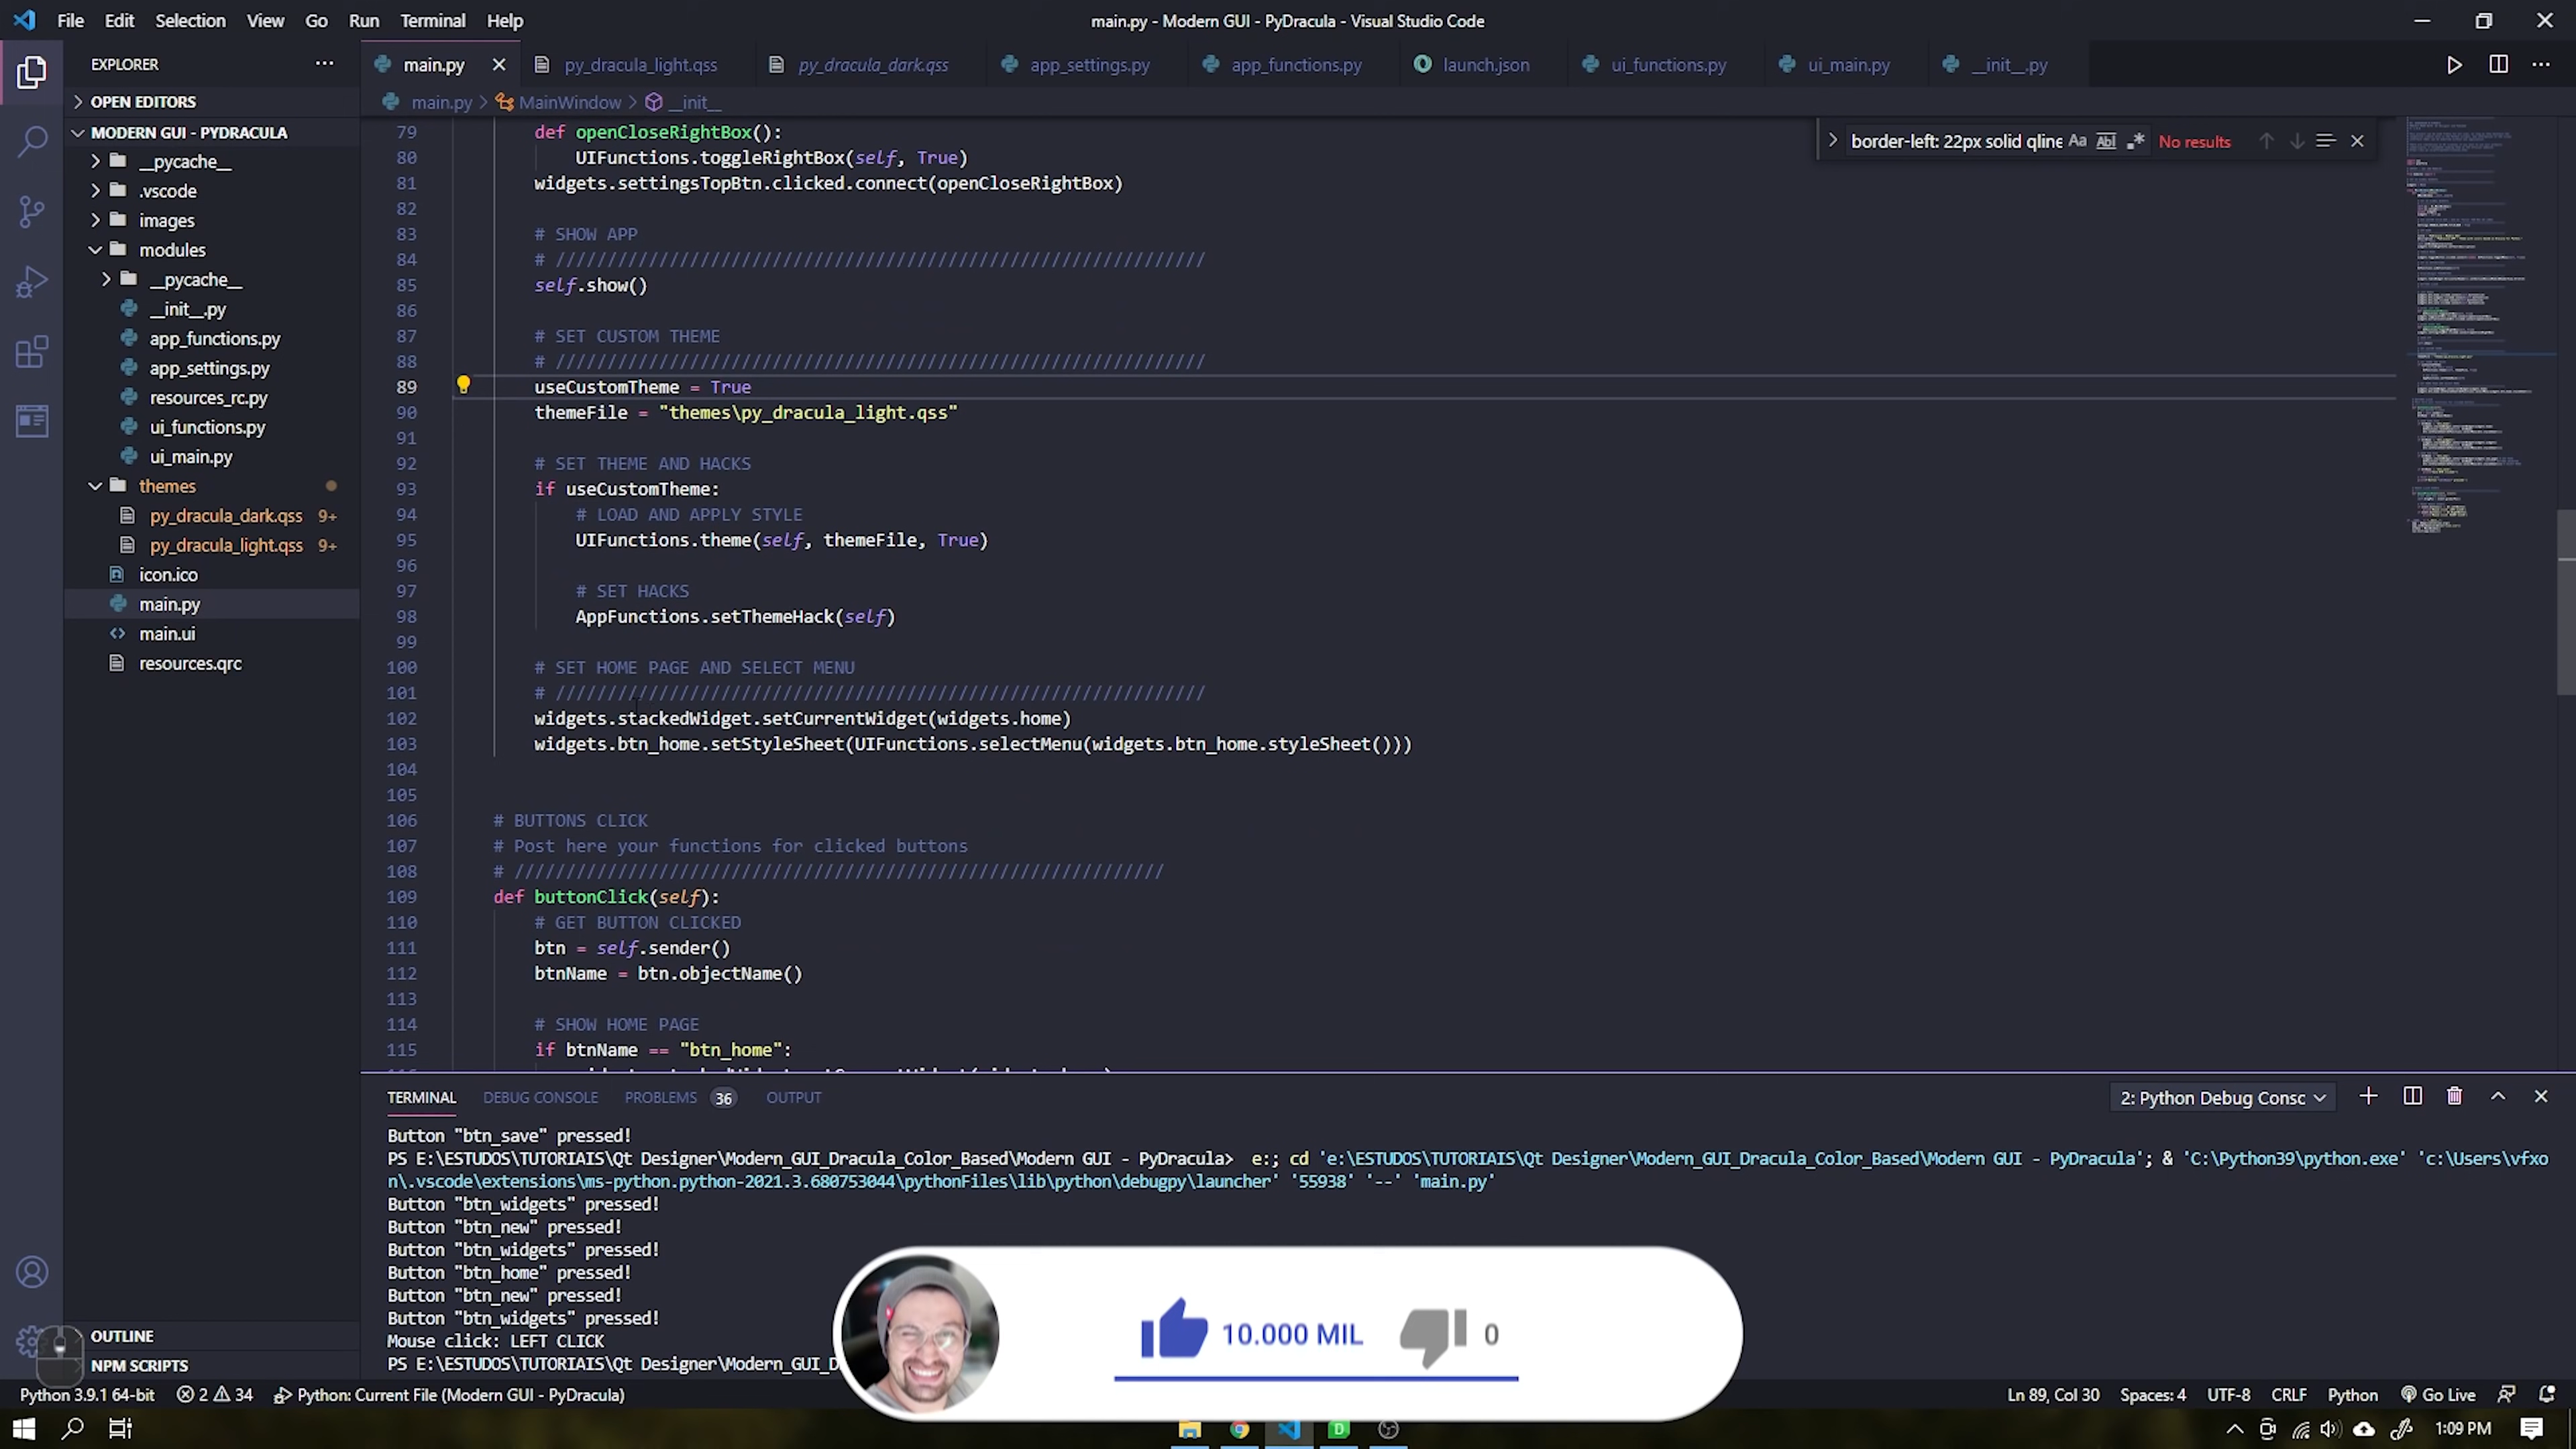 File Edit Selection View Go Run Terminal Help
main.py - Modern GUI - PyDracula - Visual Studio Code
EXPLORER
main.py
py_dracula_light.qss
py_dracula_dark.qss
app_settings.py
app_functions.py
launch.json
ui_functions.py
ui_main.py
__init__.py
OPEN EDITORS
MODERN GUI - PYDRACULA
__pycache__
.vscode
images
modules
__pycache__
__init__.py
app_functions.py
app_settings.py
resources_rc.py
ui_functions.py
ui_main.py
themes
py_dracula_dark.qss 9+
py_dracula_light.qss 9+
icon.ico
main.py
main.ui
resources.qrc
OUTLINE
NPM SCRIPTS
main.py > MainWindow > __init__
border-left: 22px solid qline Aa Abl .* No results
79 def openCloseRightBox():
80 UIFunctions.toggleRightBox(self, True)
81 widgets.settingsTopBtn.clicked.connect(openCloseRightBox)
82
83 # SHOW APP
84 # ///////////////////////////////////////////////////////////////
85 self.show()
86
87 # SET CUSTOM THEME
88 # ///////////////////////////////////////////////////////////////
89 useCustomTheme = True
90 themeFile = "themes\py_dracula_light.qss"
91
92 # SET THEME AND HACKS
93 if useCustomTheme:
94 # LOAD AND APPLY STYLE
95 UIFunctions.theme(self, themeFile, True)
96
97 # SET HACKS
98 AppFunctions.setThemeHack(self)
99
100 # SET HOME PAGE AND SELECT MENU
101 # ///////////////////////////////////////////////////////////////
102 widgets.stackedWidget.setCurrentWidget(widgets.home)
103 widgets.btn_home.setStyleSheet(UIFunctions.selectMenu(widgets.btn_home.styleSheet()))
104
105
106 # BUTTONS CLICK
107 # Post here your functions for clicked buttons
108 # ///////////////////////////////////////////////////////////////
109 def buttonClick(self):
110 # GET BUTTON CLICKED
111 btn = self.sender()
112 btnName = btn.objectName()
113
114 # SHOW HOME PAGE
115 if btnName == "btn_home":
TERMINAL DEBUG CONSOLE PROBLEMS 36 OUTPUT
2: Python Debug Consc
Button "btn_save" pressed!
PS E:\ESTUDOS\TUTORIAIS\Qt Designer\Modern_GUI_Dracula_Color_Based\Modern GUI - PyDracula> e:; cd 'e:\ESTUDOS\TUTORIAIS\Qt Designer\Modern_GUI_Dracula_Color_Based\Modern GUI - PyDracula'; & 'C:\Python39\python.exe' 'c:\Users\vfxo
n\.vscode\extensions\ms-python.python-2021.3.680753044\pythonFiles\lib\python\debugpy\launcher' '55938' '--' 'main.py'
Button "btn_widgets" pressed!
Button "btn_new" pressed!
Button "btn_widgets" pressed!
Button "btn_home" pressed!
Button "btn_new" pressed!
Button "btn_widgets" pressed!
Mouse click: LEFT CLICK
PS E:\ESTUDOS\TUTORIAIS\Qt Designer\Modern_GUI_D
10.000 MIL 0
Python 3.9.1 64-bit 2 34 Python: Current File (Modern GUI - PyDracula)
Ln 89, Col 30 Spaces: 4 UTF-8 CRLF Python Go Live
1:09 PM